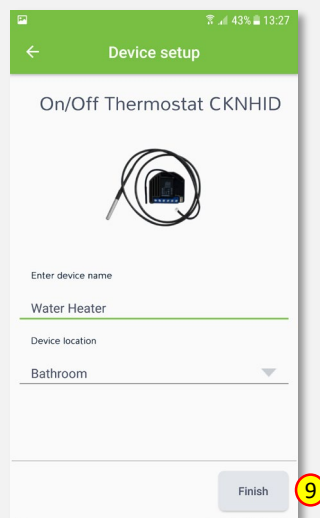 43% 13:27
Device setup
On/Off Thermostat CKNHID
Enter device name
Water Heater
Device location
Bathroom
Finish
9